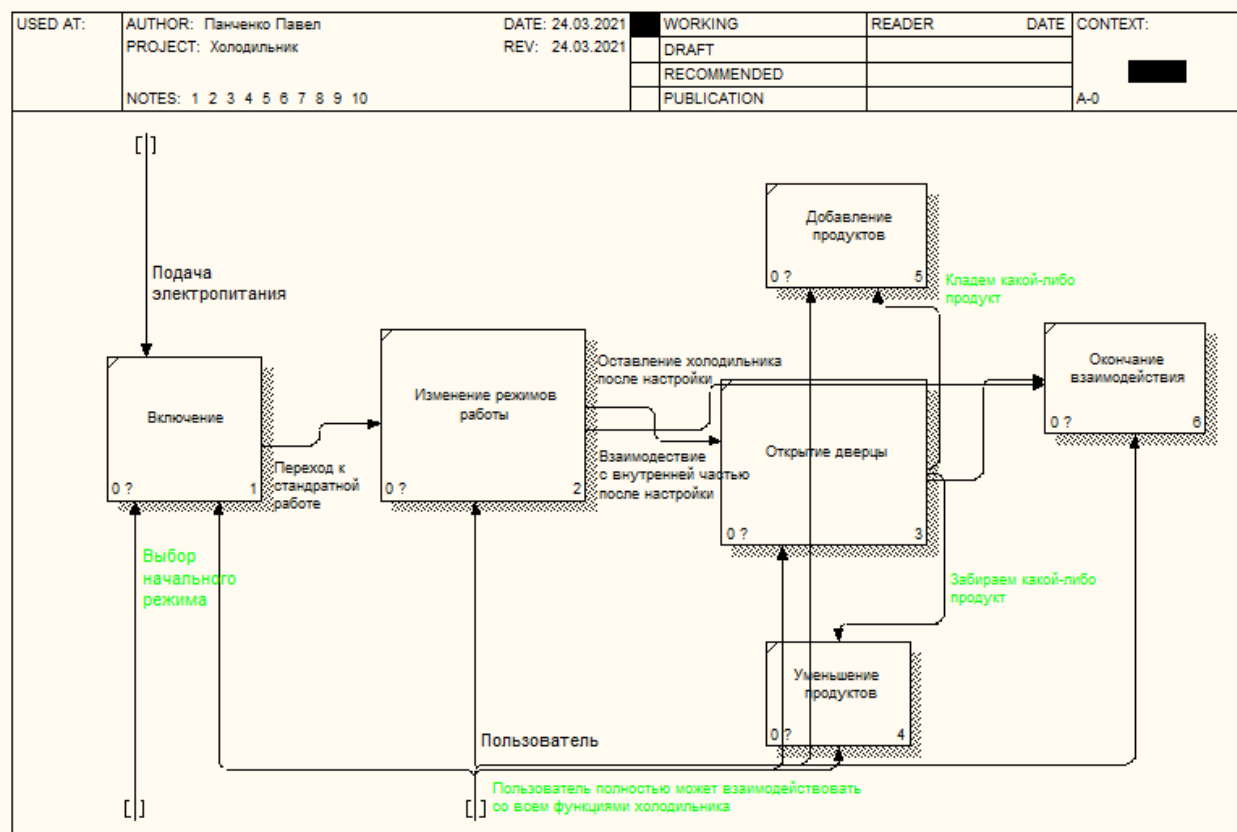 USED AT:
AUTHOR: Панченко Павел
DATE: 24.03.2021
PROJECT: Холодильник
REV: 24.03.2021
NOTES: 1 2 3 4 5 6 7 8 9 10
WORKING
DRAFT
RECOMMENDED
PUBLICATION
READER
DATE
CONTEXT:
A-0
[ ]
Подача
электропитания
Добавление
продуктов
0 ?
5
Кладем какой-либо
продукт
Включение
0 ?
1
Переход к
стандратной
работе
Изменение режимов
работы
0 ?
2
Оставление холодильника
после настройки
Взаимодествие
с внутренней частью
после настройки
Открытие дверцы
0 ?
3
Окончание
взаимодействия
0 ?
6
Выбор
начального
режима
Забираем какой-либо
продукт
Уменьшение
продуктов
0 ?
4
Пользователь
Пользователь полностью может взаимодействовать
со всем функциями холодильника
[ ]
[ ]